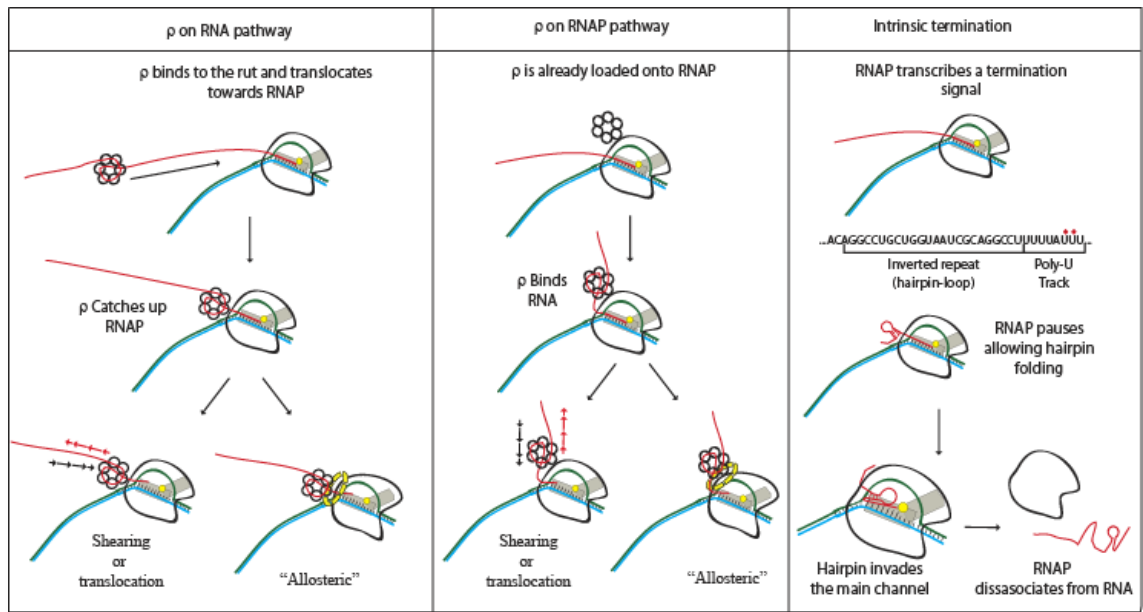 ρ on RNA pathway
ρ binds to the rut and translocates
towards RNAP
ρ Catches up
RNAP
Shearing
or
translocation
“Allosteric”
ρ on RNAP pathway
ρ is already loaded onto RNAP
ρ Binds
RNA
Shearing
or
translocation
“Allosteric”
Intrinsic termination
RNAP transcribes a termination
signal
...ACAGGCCUGCUGGUAAUCGCAGGCCUUUUUAUUU...
Inverted repeat
(hairpin-loop)
Poly-U
Track
RNAP pauses
allowing hairpin
folding
Hairpin invades
the main channel
RNAP
dissasociates from RNA